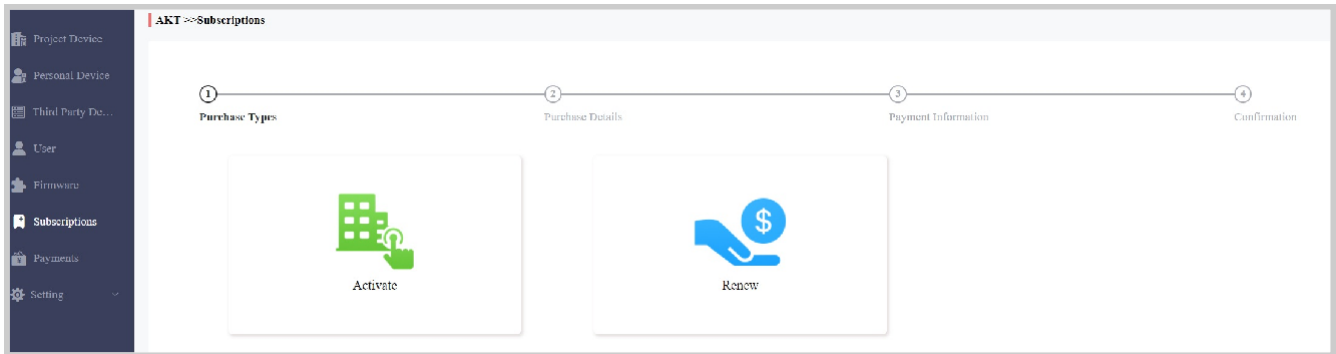 AKT >>Subscriptions
Project Device
Personal Device
Third Party De...
User
Firmware
Subscriptions
Payments
Setting
1
2
3
4
Purchase Types
Purchase Details
Payment Information
Confirmation
$
Activate
Renew